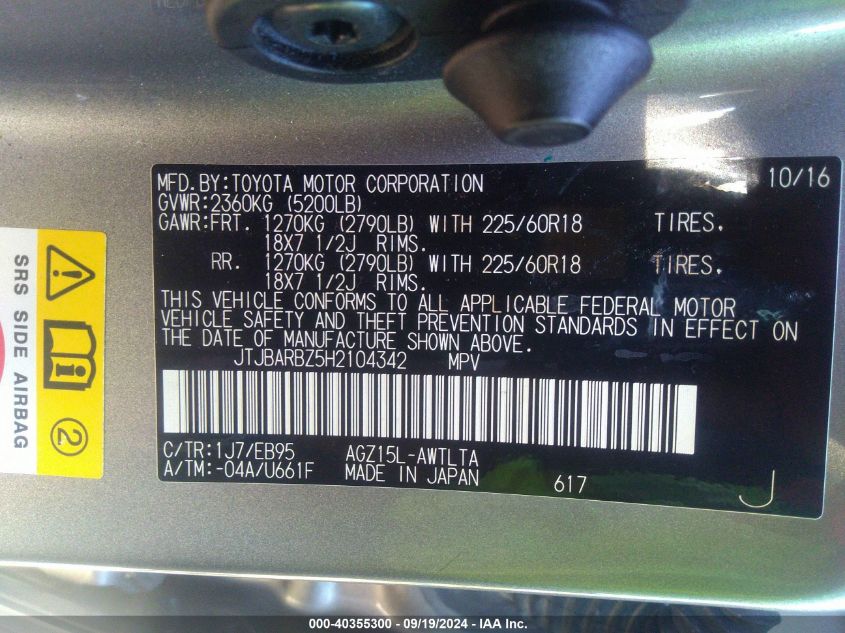 MFD.BY:TOYOTA MOTOR CORPORATION 10/16
GVWR:2360KG (5200LB)
GAWR:FRT. 1270KG (2790LB) WITH 225/60R18 TIRES.
18X7 1/2J RIMS.
RR. 1270KG (2790LB) WITH 225/60R18 TIRES.
18X7 1/2J RIMS.
THIS VEHICLE CONFORMS TO ALL APPLICABLE FEDERAL MOTOR
VEHICLE SAFETY AND THEFT PREVENTION STANDARDS IN EFFECT ON
THE DATE OF MANUFACTURE SHOWN ABOVE.
JTJBARBZ5H2104342 MPV
C/TR:1J7/EB95 AGZ15L-AWTLTA
A/TM:-04A/U661F MADE IN JAPAN 617 J
SRS SIDE AIRBAG
2
000-40355300 - 09/19/2024 - IAA Inc.